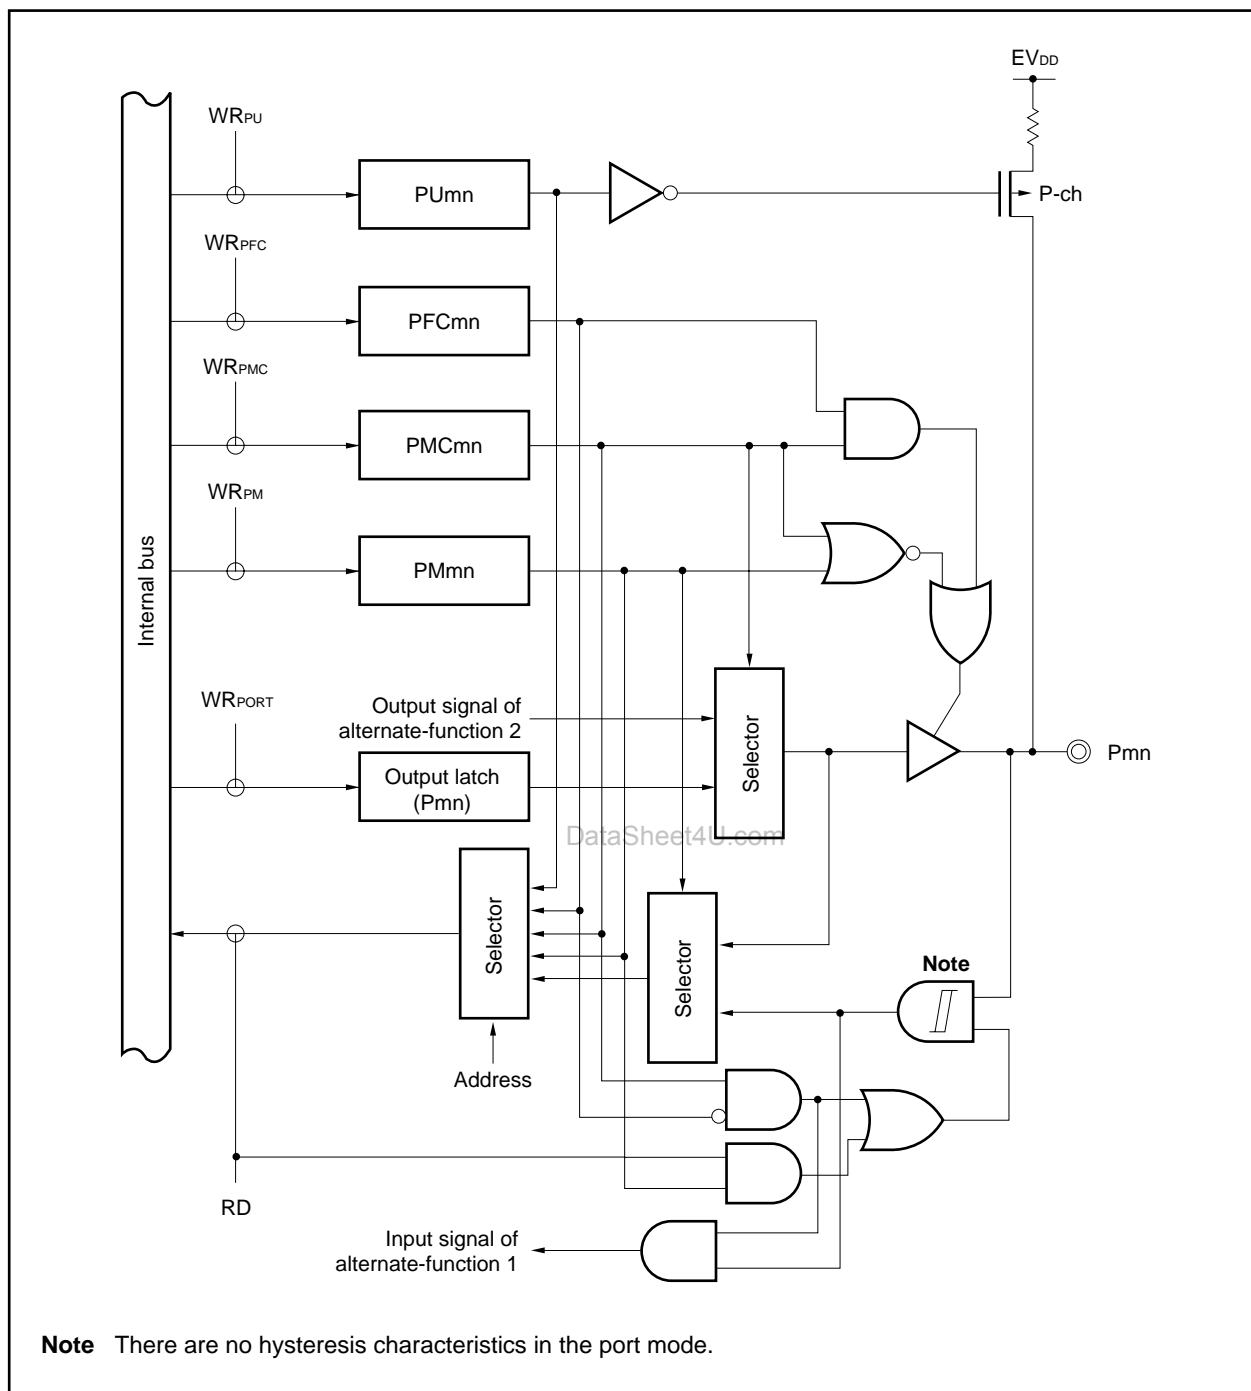 EVDD
WRPU
PUmn
P-ch
WRPFC
PFCmn
WRPMC
PMCmn
WRPM
PMmn
Internal bus
WRPORT
Output signal of
alternate-function 2
Output latch
(Pmn)
Selector
Pmn
DataSheet4U.com
Selector
Selector
Note
Address
RD
Input signal of
alternate-function 1
Note There are no hysteresis characteristics in the port mode.